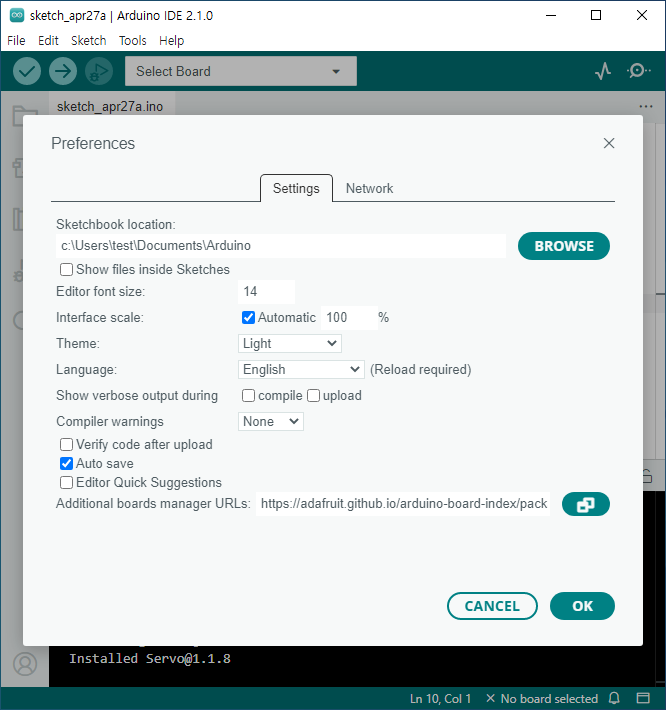 sketch_apr27a | Arduino IDE 2.1.0
File Edit Sketch Tools Help
Select Board
sketch_apr27a.ino
Preferences
Settings Network
Sketchbook location:
c:\Users\test\Documents\Arduino
BROWSE
Show files inside Sketches
Editor font size: 14
Interface scale: Automatic 100 %
Theme: Light
Language: English (Reload required)
Show verbose output during compile upload
Compiler warnings None
Verify code after upload
Auto save
Editor Quick Suggestions
Additional boards manager URLs: https://adafruit.github.io/arduino-board-index/pack
CANCEL OK
Installed Servo@1.1.8
Ln 10, Col 1 No board selected